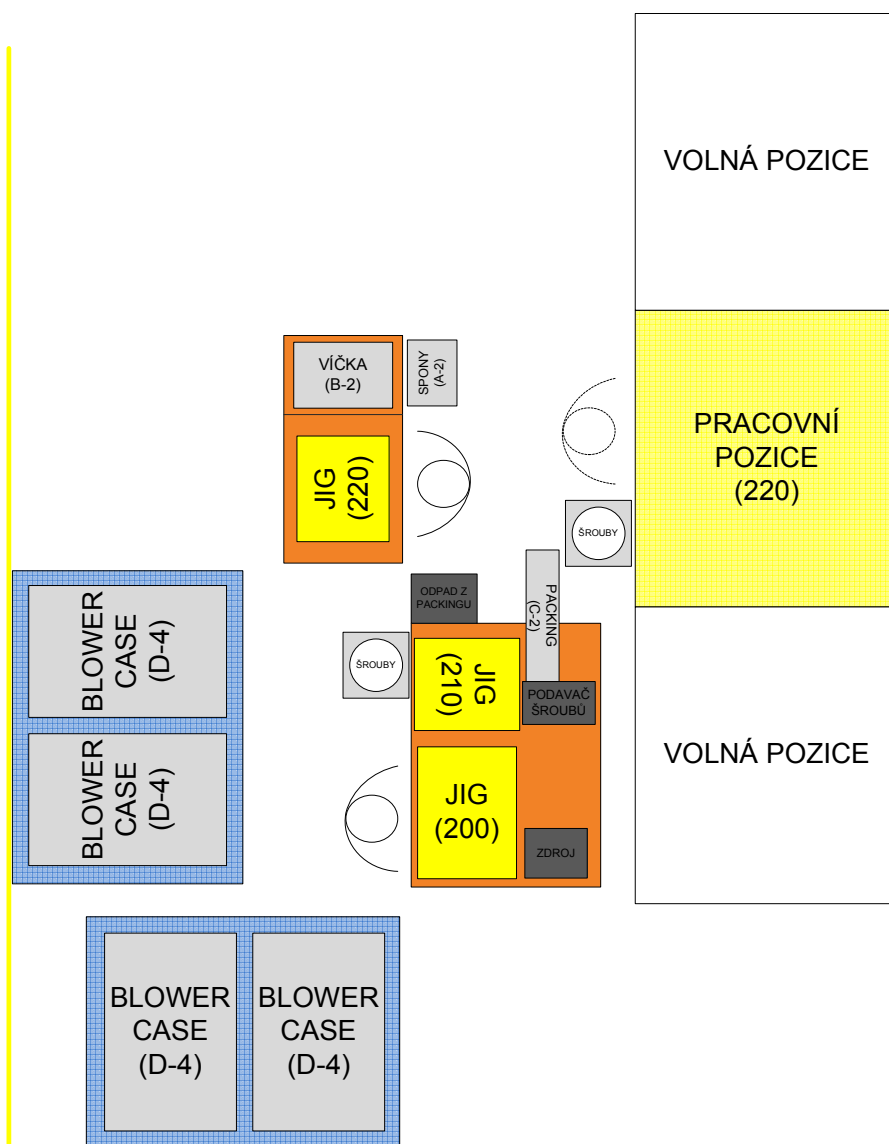 VOLNÁ POZICE
VÍČKA
(B-2)
SPONY
(A-2)
JIG
(220)
PRACOVNÍ
POZICE
(220)
ŠROUBY
ODPAD Z
PACKINGU
PACKING
(C-2)
BLOWER
CASE
(D-4)
ŠROUBY
JIG
(210)
PODAVAČ
ŠROUBŮ
BLOWER
CASE
(D-4)
JIG
(200)
VOLNÁ POZICE
ZDROJ
BLOWER
CASE
(D-4)
BLOWER
CASE
(D-4)